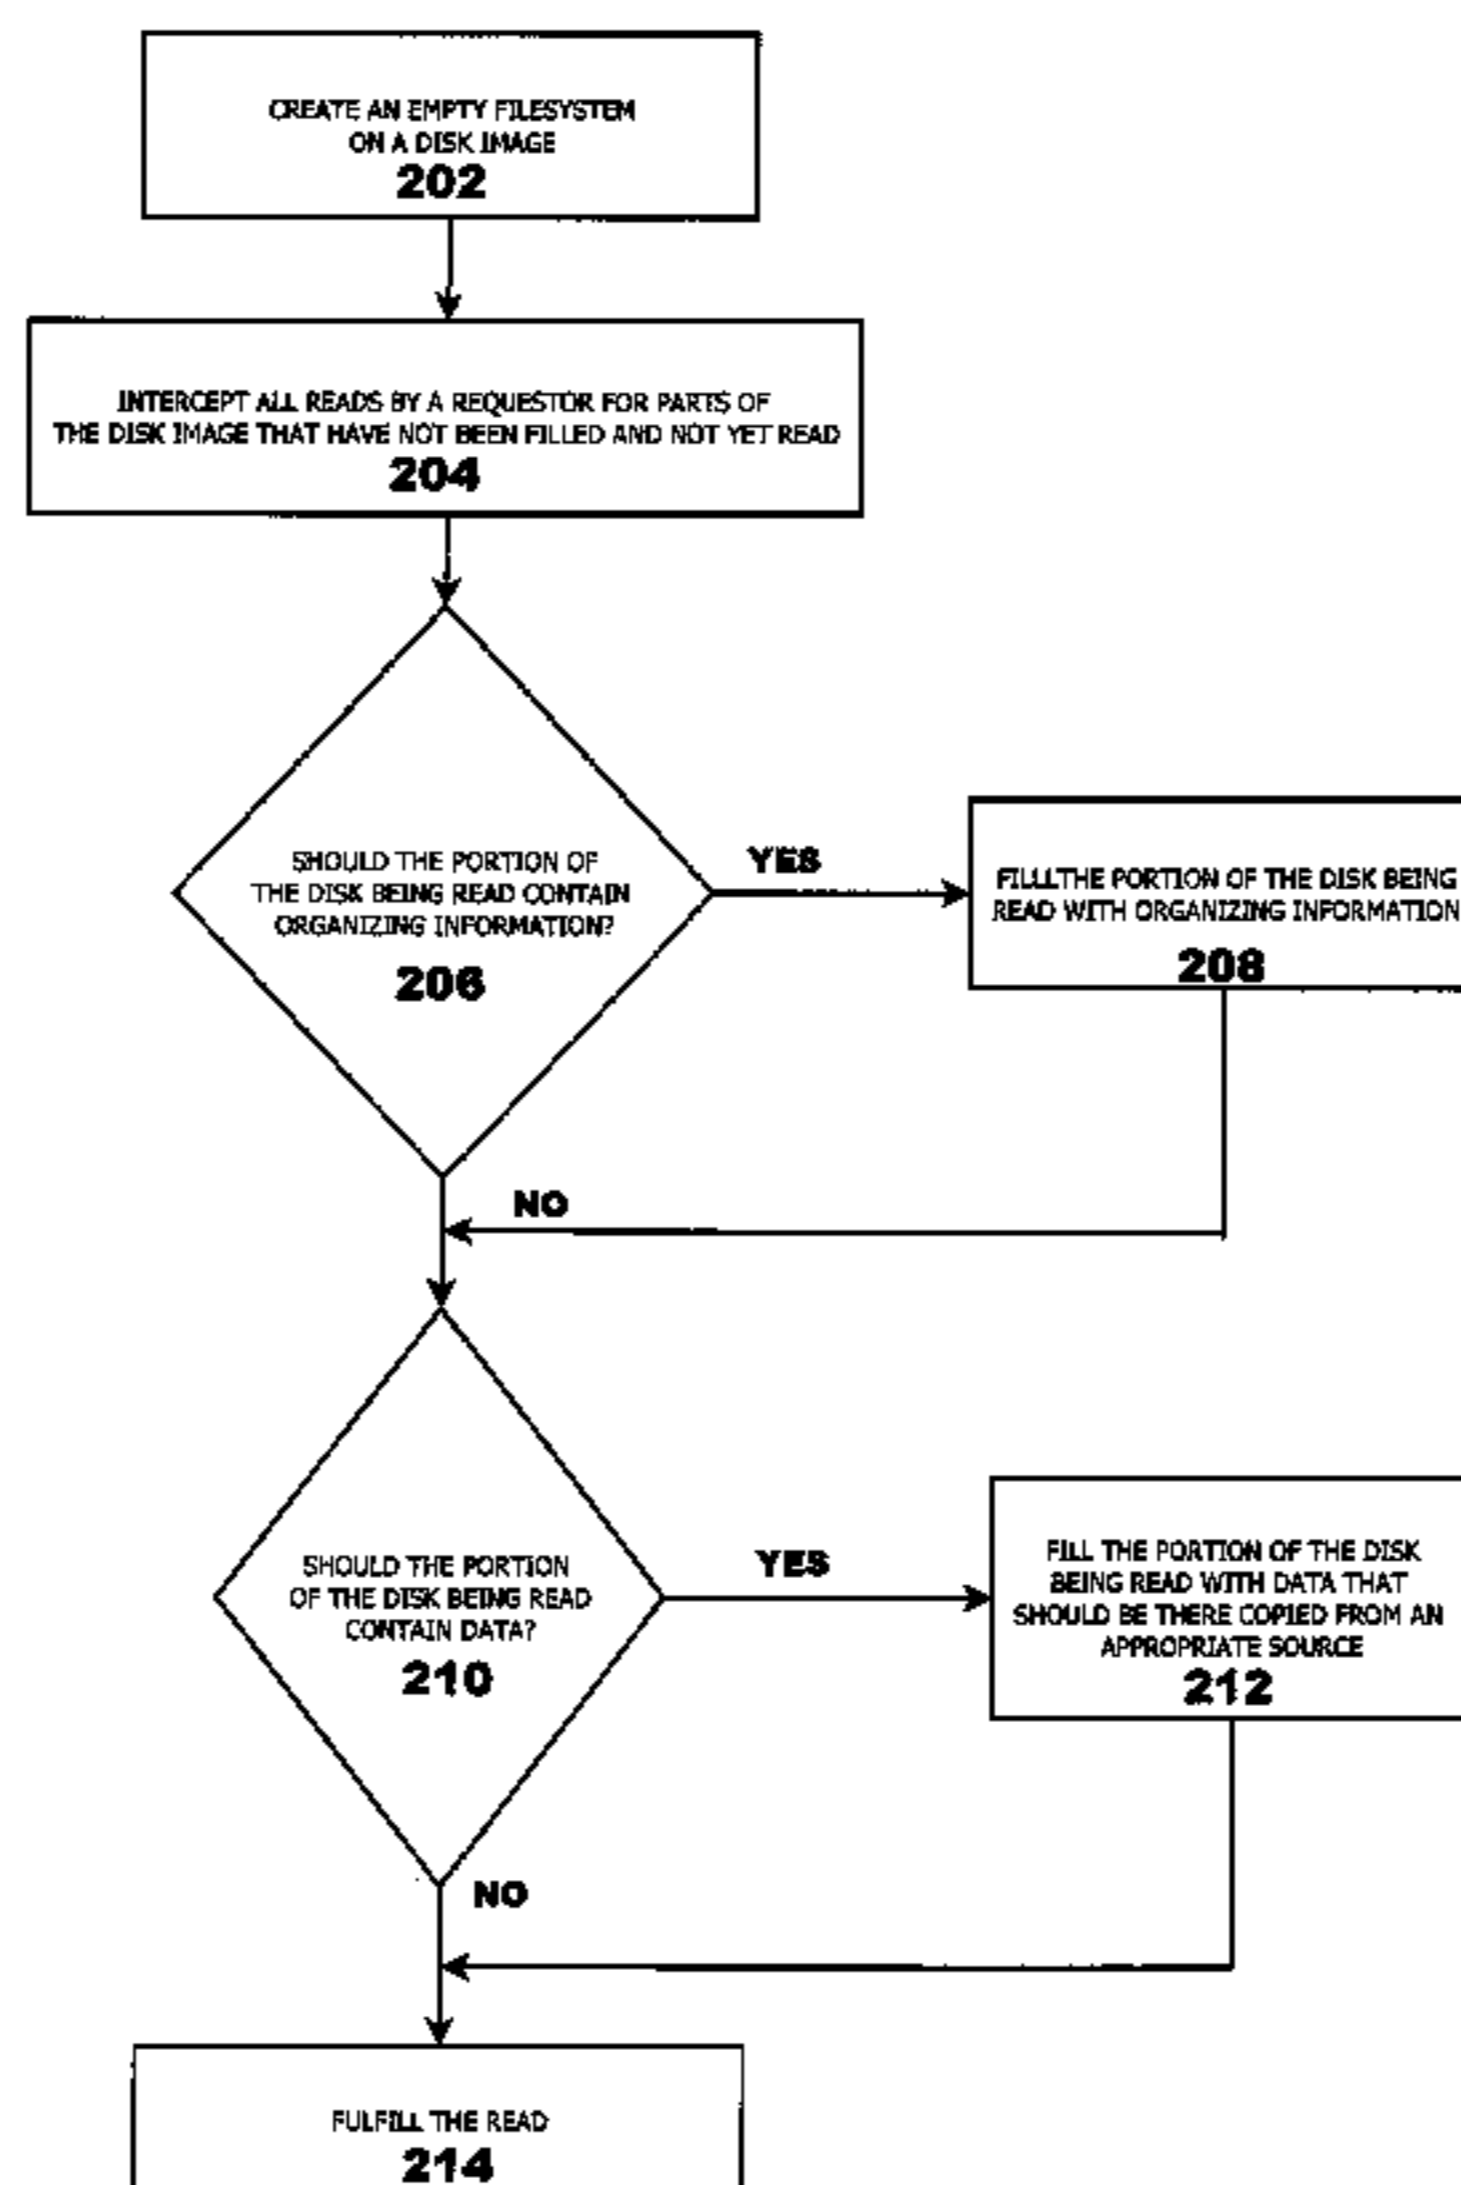 CREATE AN EMPTY FILESYSTEM
ON A DISK IMAGE
202
INTERCEPT ALL READS BY A REQUESTOR FOR PARTS OF
THE DISK IMAGE THAT HAVE NOT BEEN FILLED AND NOT YET READ
204
SHOULD THE PORTION OF
THE DISK BEING READ CONTAIN
ORGANIZING INFORMATION?
206
YES
FILLLTHE PORTION OF THE DISK BEING
READ WITH ORGANIZING INFORMATION
208
NO
SHOULD THE PORTION
OF THE DISK BEING READ
CONTAIN DATA?
210
YES
FILL THE PORTION OF THE DISK
BEING READ WITH DATA THAT
SHOULD BE THERE COPIED FROM AN
APPROPRIATE SOURCE
212
NO
FULFILL THE READ
214